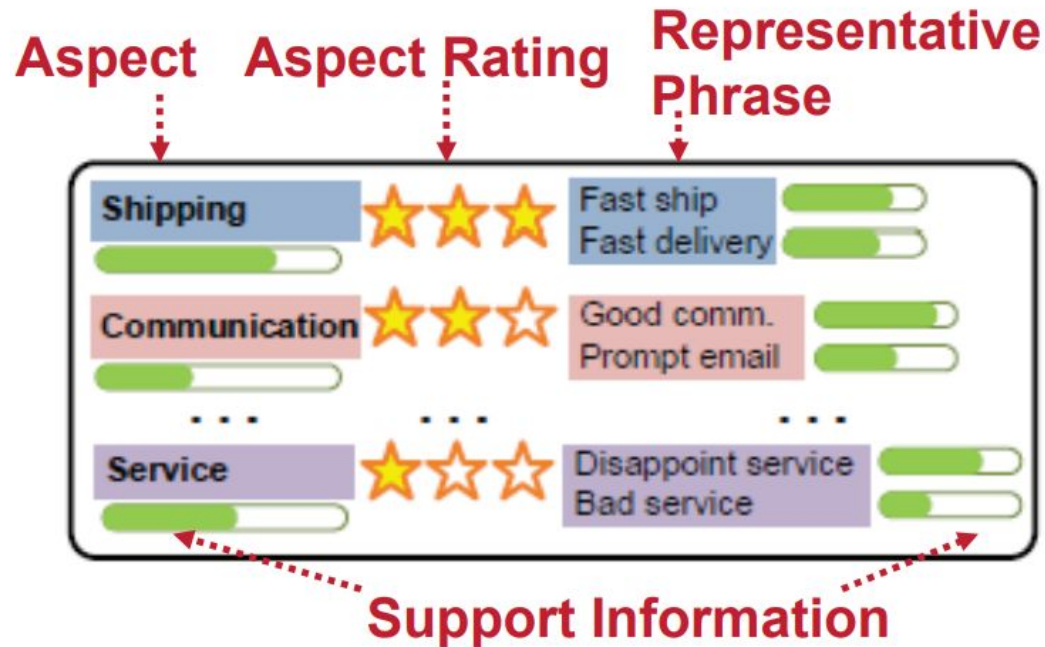 Aspect
Aspect Rating
Representative
Phrase
Shipping
Fast ship
Fast delivery
Communication
Good comm.
Prompt email
. . .
. . .
. . .
Service
Disappoint service
Bad service
Support Information